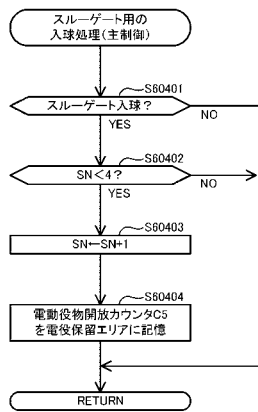 スルーゲート用の
入球処理(主制御)
S60401
スルーゲート入球?
NO
YES
S60402
SN<4?
NO
YES
S60403
SN←SN+1
S60404
電動役物開放カウンタC5
を電役保留エリアに記憶
RETURN